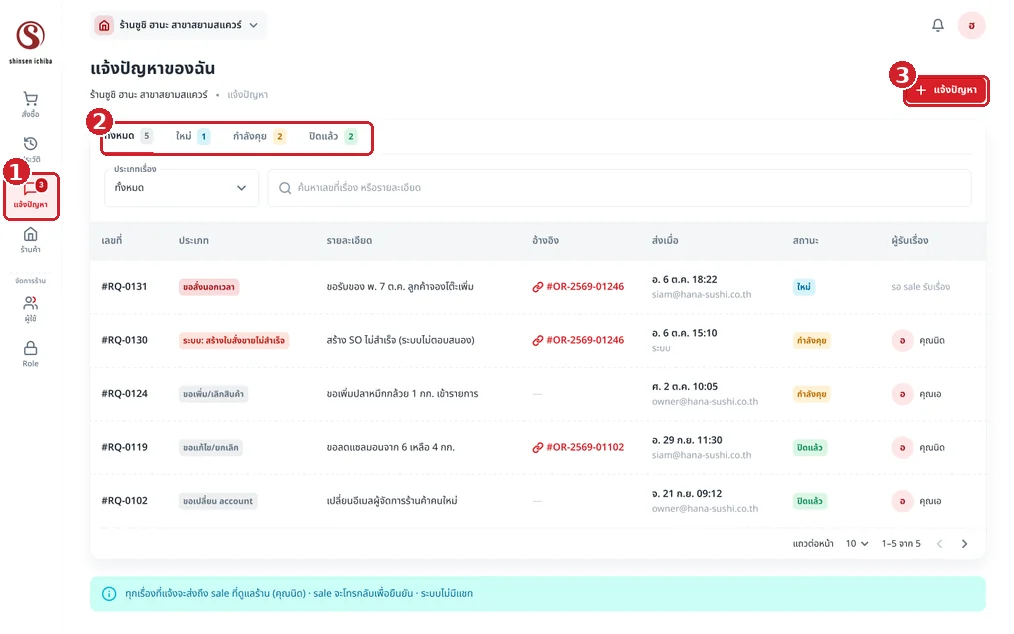 shinsen ichiba
สั่งซื้อ
1
3
แจ้งปัญหา
ร้านค้า
จัดการร้าน
ผู้ใช้
Role
ร้านซูชิ ฮานะ สาขาสยามสแควร์
ฮ
แจ้งปัญหาของฉัน
ร้านซูชิ ฮานะ สาขาสยามสแควร์ • แจ้งปัญหา
3
+ แจ้งปัญหา
2
ทั้งหมด 5 ใหม่ 1 กำลังคุย 2 ปิดแล้ว 2
ประเภทเรื่อง
ทั้งหมด
ค้นหาเลขที่เรื่อง หรือรายละเอียด
เลขที่ ประเภท รายละเอียด อ้างอิง ส่งเมื่อ สถานะ ผู้รับเรื่อง
#RQ-0131 ขอสั่งนอกเวลา ขอรับของ พ. 7 ต.ค. ลูกค้าจองโต๊ะเพิ่ม #OR-2569-01246 อ. 6 ต.ค. 18:22 ใหม่ รอ sale รับเรื่อง
siam@hana-sushi.co.th
#RQ-0130 ระบบ: สร้างใบสั่งขายไม่สำเร็จ สร้าง SO ไม่สำเร็จ (ระบบไม่ตอบสนอง) #OR-2569-01246 อ. 6 ต.ค. 15:10 กำลังคุย อ คุณนิด
ระบบ
#RQ-0124 ขอเพิ่ม/เลิกสินค้า ขอเพิ่มปลาหมึกกล้วย 1 กก. เข้ารายการ — ศ. 2 ต.ค. 10:05 กำลังคุย อ คุณเอ
owner@hana-sushi.co.th
#RQ-0119 ขอแก้ไข/ยกเลิก ขอลดแซลมอนจาก 6 เหลือ 4 กก. #OR-2569-01102 อ. 29 ก.ย. 11:30 ปิดแล้ว อ คุณนิด
siam@hana-sushi.co.th
#RQ-0102 ขอเปลี่ยน account เปลี่ยนอีเมลผู้จัดการร้านค้าคนใหม่ — จ. 21 ก.ย. 09:12 ปิดแล้ว อ คุณเอ
owner@hana-sushi.co.th
แถวต่อหน้า 10 1–5 จาก 5
ทุกเรื่องที่แจ้งจะส่งถึง sale ที่ดูแลร้าน (คุณนิด) · sale จะโทรกลับเพื่อยืนยัน · ระบบไม่มีแชท